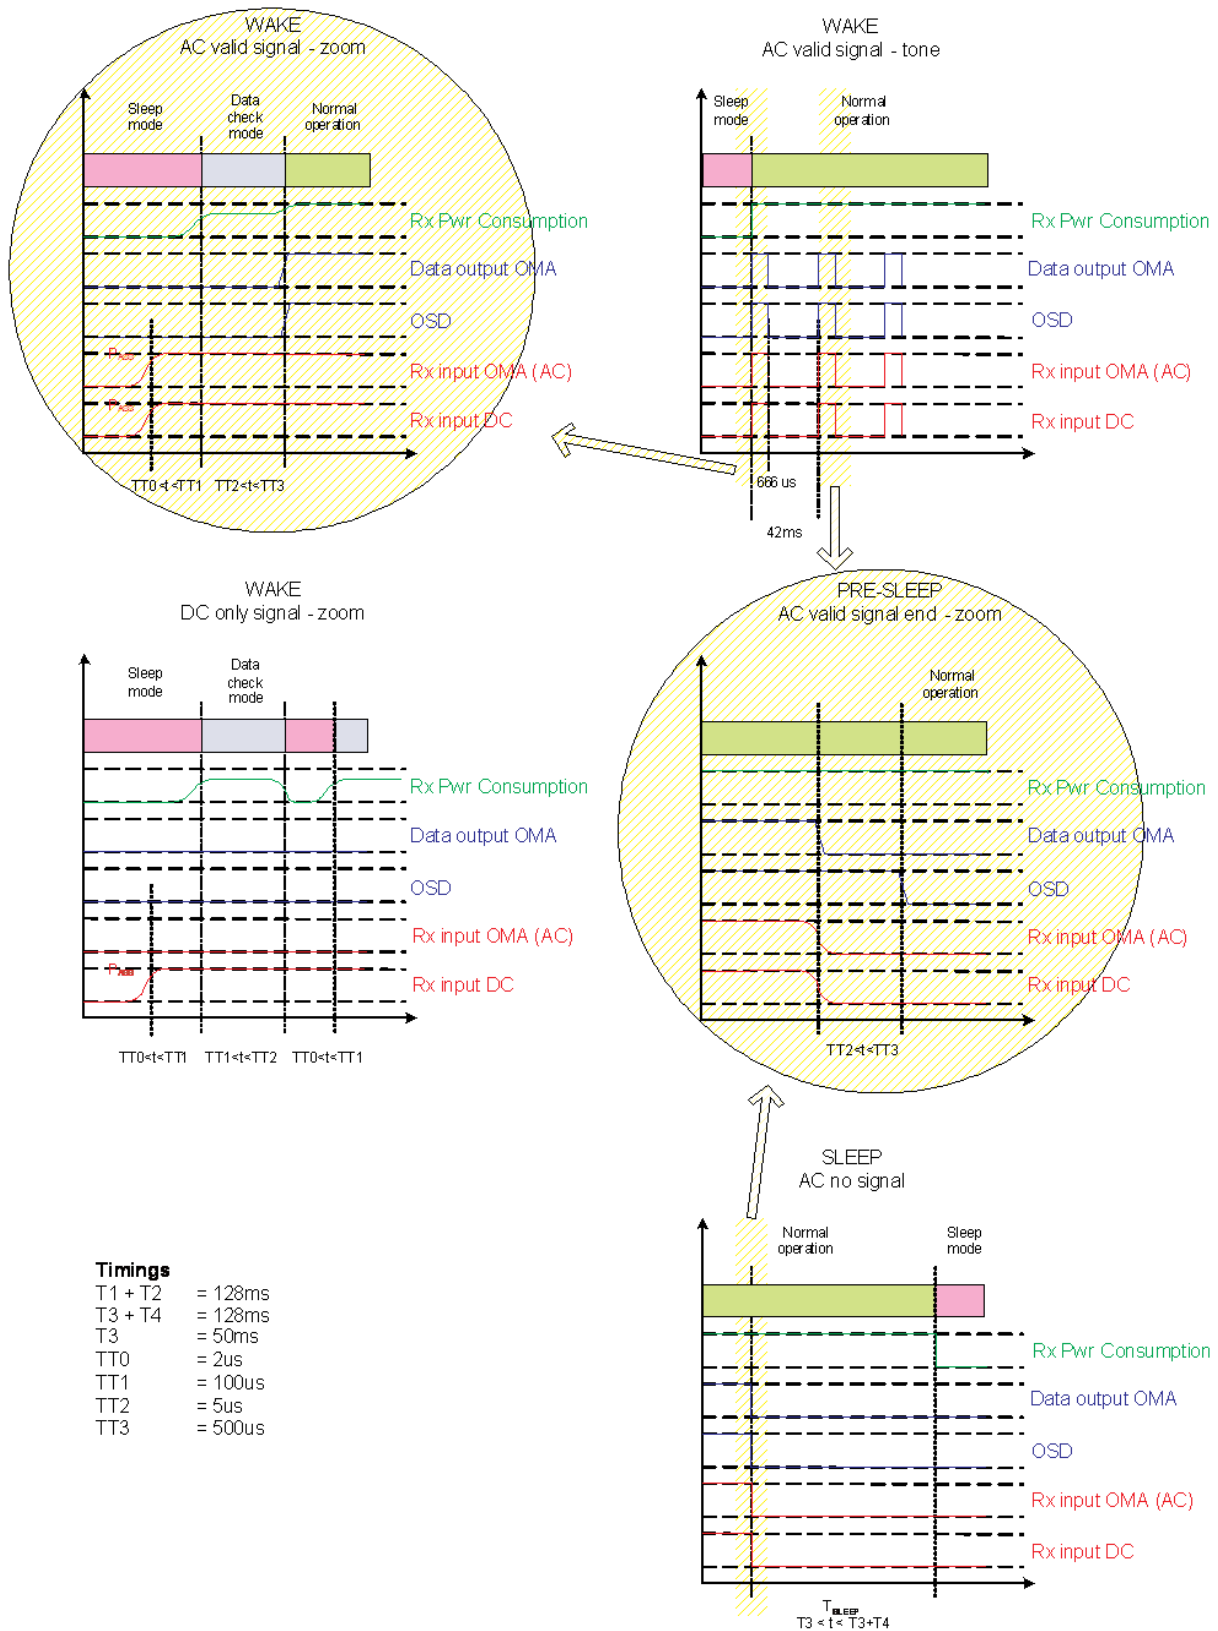 WAKE
AC valid signal - zoom
Sleep mode
Data check mode
Normal operation
Rx Pwr Consumption
Data output OMA
OSD
Rx input OMA (AC)
Rx input DC
TT0<t<TT1
TT2<t<TT3
WAKE
AC valid signal - tone
Sleep mode
Normal operation
Rx Pwr Consumption
Data output OMA
OSD
Rx input OMA (AC)
Rx input DC
666 us
42ms
WAKE
DC only signal - zoom
Sleep mode
Data check mode
Rx Pwr Consumption
Data output OMA
OSD
Rx input OMA (AC)
Rx input DC
TT0<t<TT1
TT1<t<TT2
TT0<t<TT1
PRE-SLEEP
AC valid signal end - zoom
Normal operation
Rx Pwr Consumption
Data output OMA
OSD
Rx input OMA (AC)
Rx input DC
TT2<t<TT3
SLEEP
AC no signal
Normal operation
Sleep mode
Rx Pwr Consumption
Data output OMA
OSD
Rx input OMA (AC)
Rx input DC
TSLEEP
T3 < t < T3+T4
Timings
T1 + T2 = 128ms
T3 + T4 = 128ms
T3 = 50ms
TT0 = 2us
TT1 = 100us
TT2 = 5us
TT3 = 500us